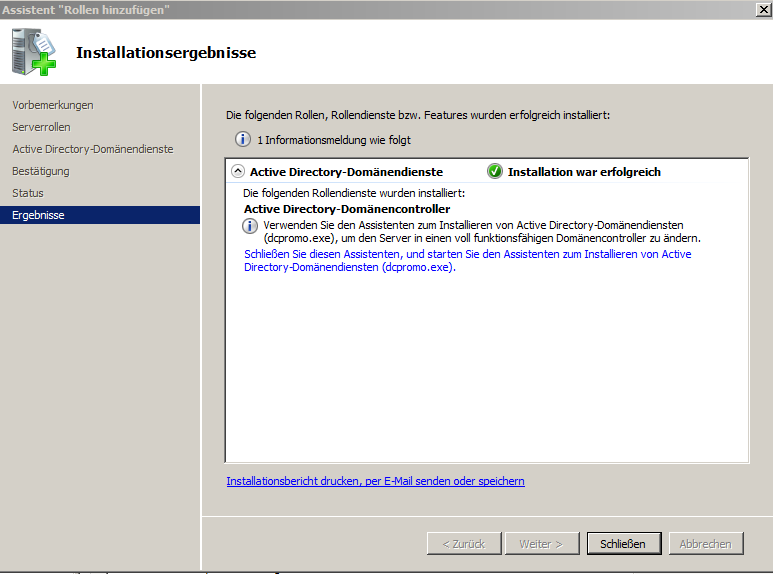 Assistent "Rollen hinzufügen"
Installationsergebnisse
Vorbemerkungen
Serverrollen
Active Directory-Domänendienste
Bestätigung
Status
Ergebnisse
Die folgenden Rollen, Rollendienste bzw. Features wurden erfolgreich installiert:
1 Informationsmeldung wie folgt
Active Directory-Domänendienste Installation war erfolgreich
Die folgenden Rollendienste wurden installiert:
Active Directory-Domänencontroller
Verwenden Sie den Assistenten zum Installieren von Active Directory-Domänendiensten
(dcpromo.exe), um den Server in einen voll funktionsfähigen Domänencontroller zu ändern.
Schließen Sie diesen Assistenten, und starten Sie den Assistenten zum Installieren von Active
Directory-Domänendiensten (dcpromo.exe).
Installationsbericht drucken, per E-Mail senden oder speichern
< Zurück Weiter > Schließen Abbrechen